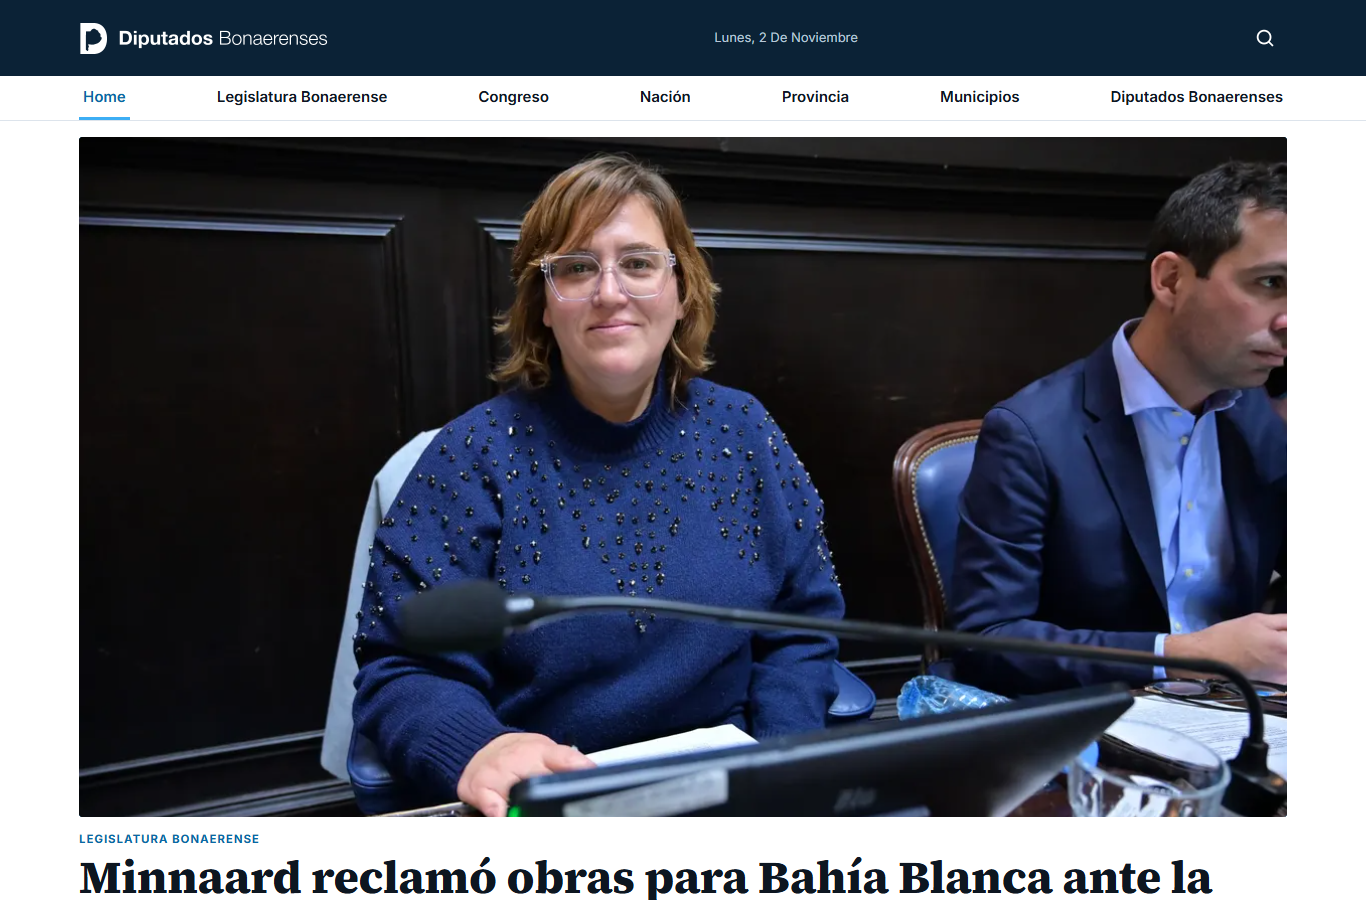 Diputados Bonaerenses
Lunes, 2 De Noviembre
Home
Legislatura Bonaerense
Congreso
Nación
Provincia
Municipios
Diputados Bonaerenses
LEGISLATURA BONAERENSE
Minnaard reclamó obras para Bahía Blanca ante la